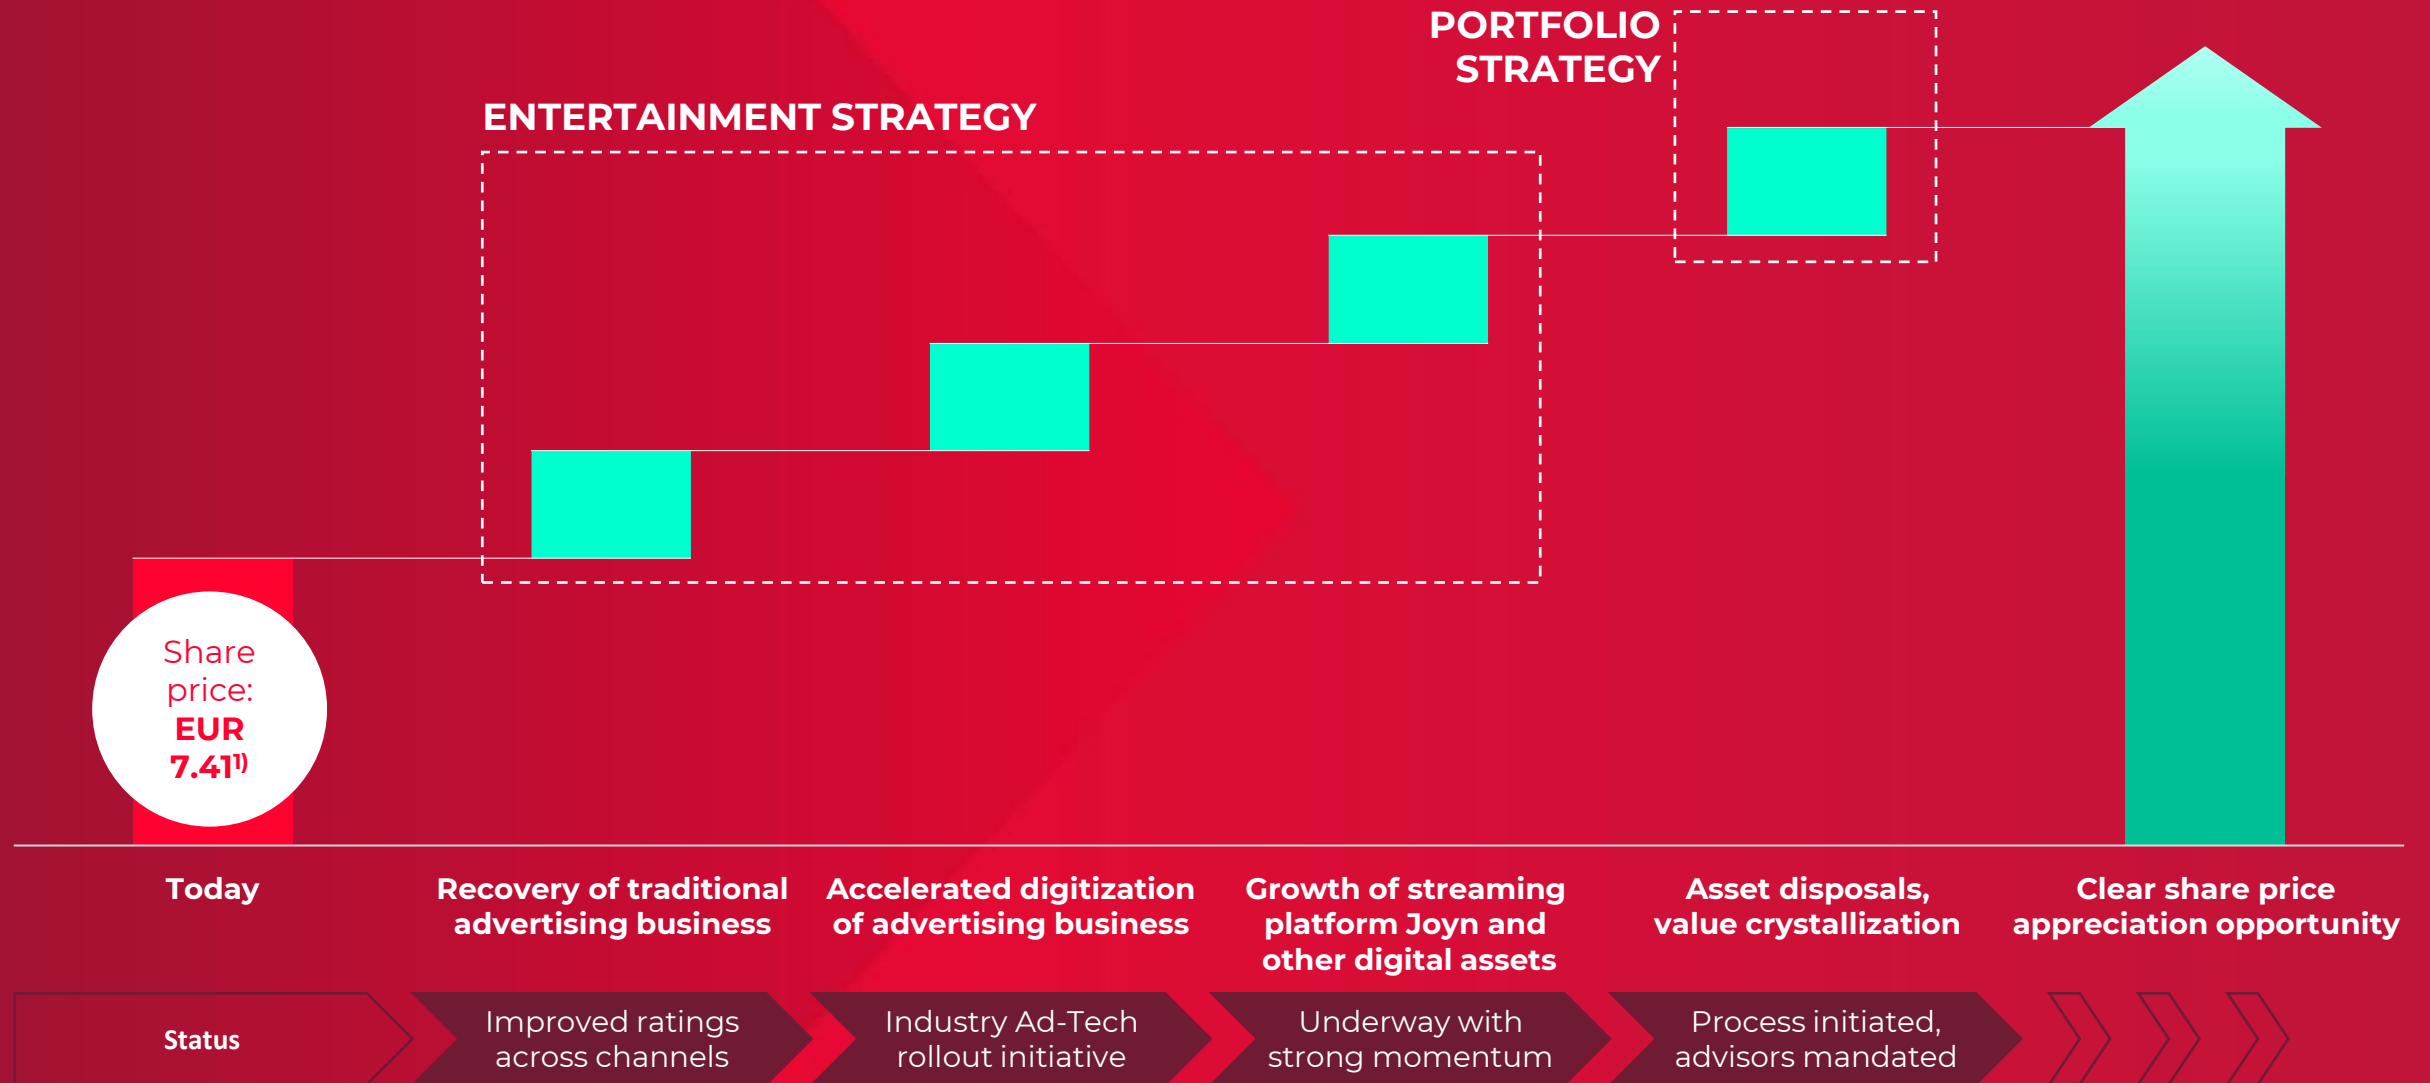 PORTFOLIO
STRATEGY
ENTERTAINMENT STRATEGY
Share
price:
EUR
7.41¹⁾
Today
Recovery of traditional
advertising business
Accelerated digitization
of advertising business
Growth of streaming
platform Joyn and
other digital assets
Asset disposals,
value crystallization
Clear share price
appreciation opportunity
Status
Improved ratings
across channels
Industry Ad-Tech
rollout initiative
Underway with
strong momentum
Process initiated,
advisors mandated